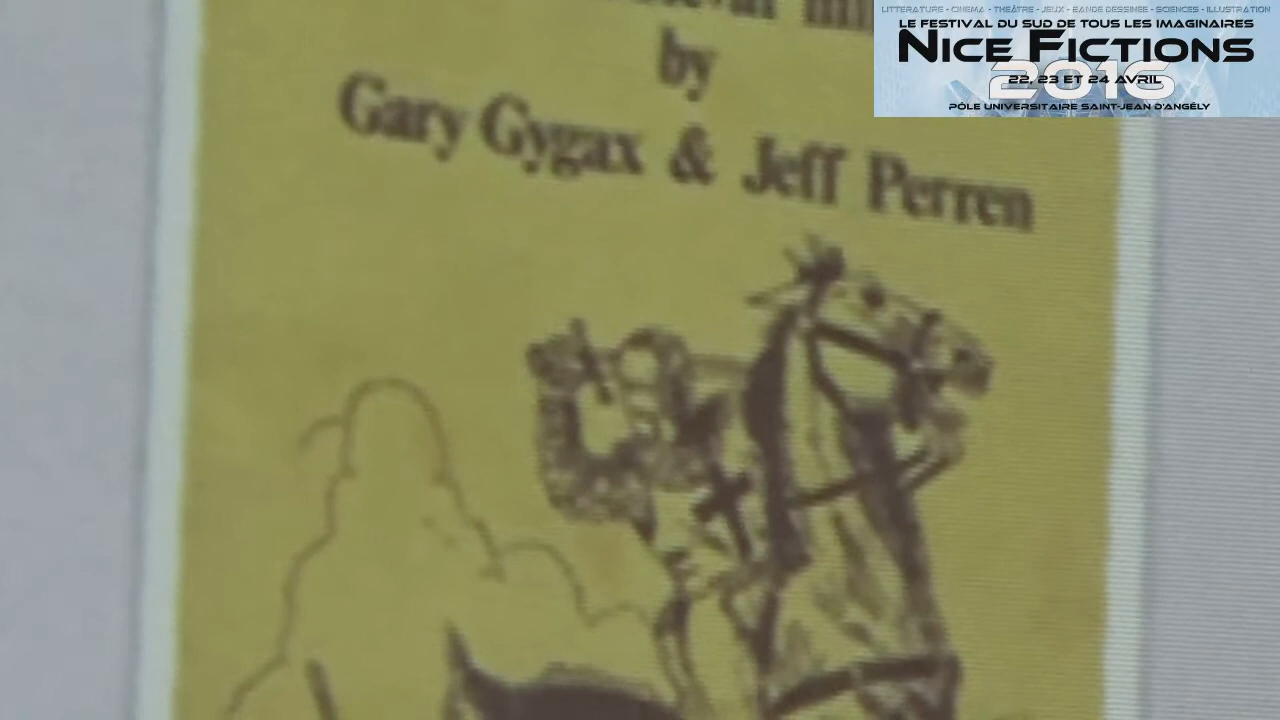 by
Gary Gygax & Jeff Perren
LITTERATURE - CINEMA - THEÂTRE - JEUX - BANDE DESSINEE - SCIENCES - ILLUSTRATION
LE FESTIVAL DU SUD DE TOUS LES IMAGINAIRES
NICE FICTIONS
2016
22, 23 ET 24 AVRIL
PÔLE UNIVERSITAIRE SAINT-JEAN D'ANGÉLY